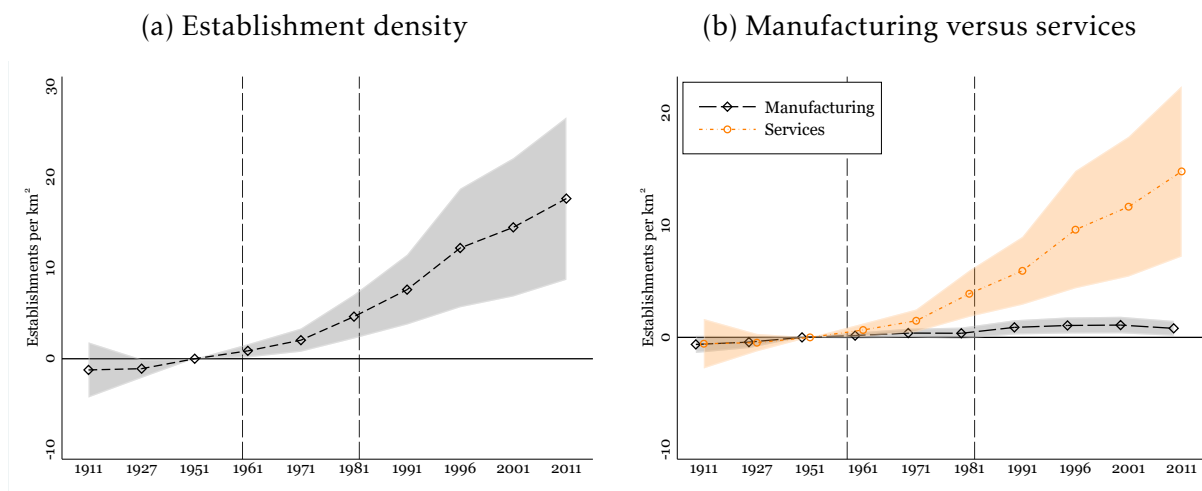 (a) Establishment density
Establishments per km²
30
20
10
0
-10
1911 1927 1951 1961 1971 1981 1991 1996 2001 2011
(b) Manufacturing versus services
Manufacturing
Services
Establishments per km²
20
10
0
-10
1911 1927 1951 1961 1971 1981 1991 1996 2001 2011